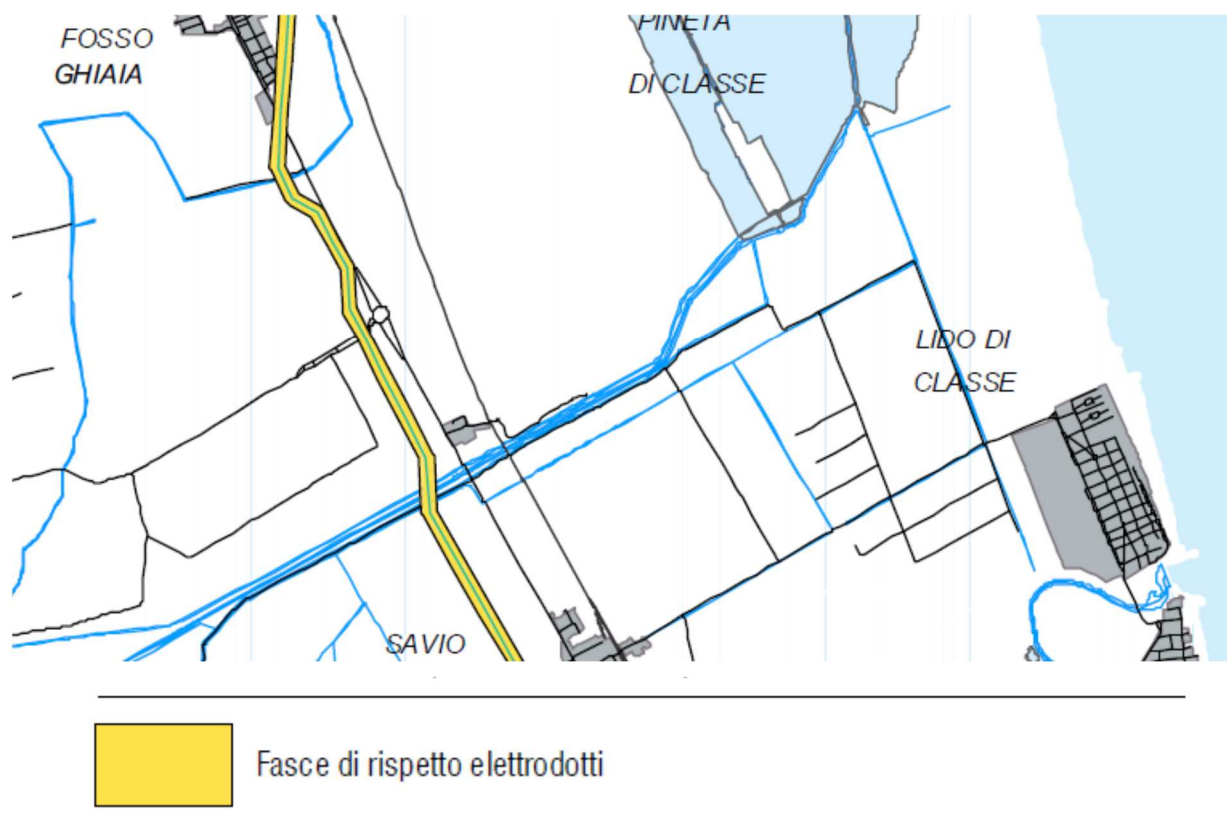 FOSSO
GHIAIA
PINETA
DI CLASSE
LIDO DI
CLASSE
SAVIO
Fasce di rispetto elettrodotti